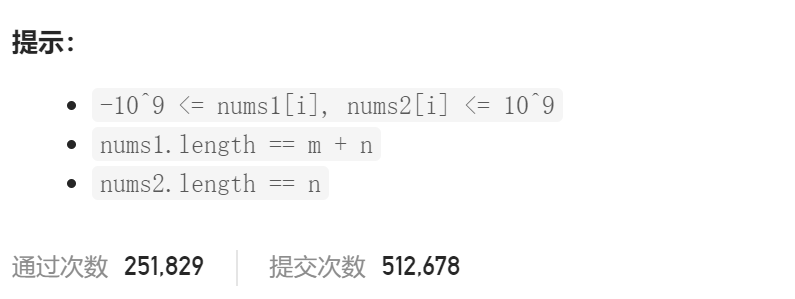 提示：
-10^9 <= nums1[i], nums2[i] <= 10^9
nums1.length == m + n
nums2.length == n
通过次数 251,829 提交次数 512,678